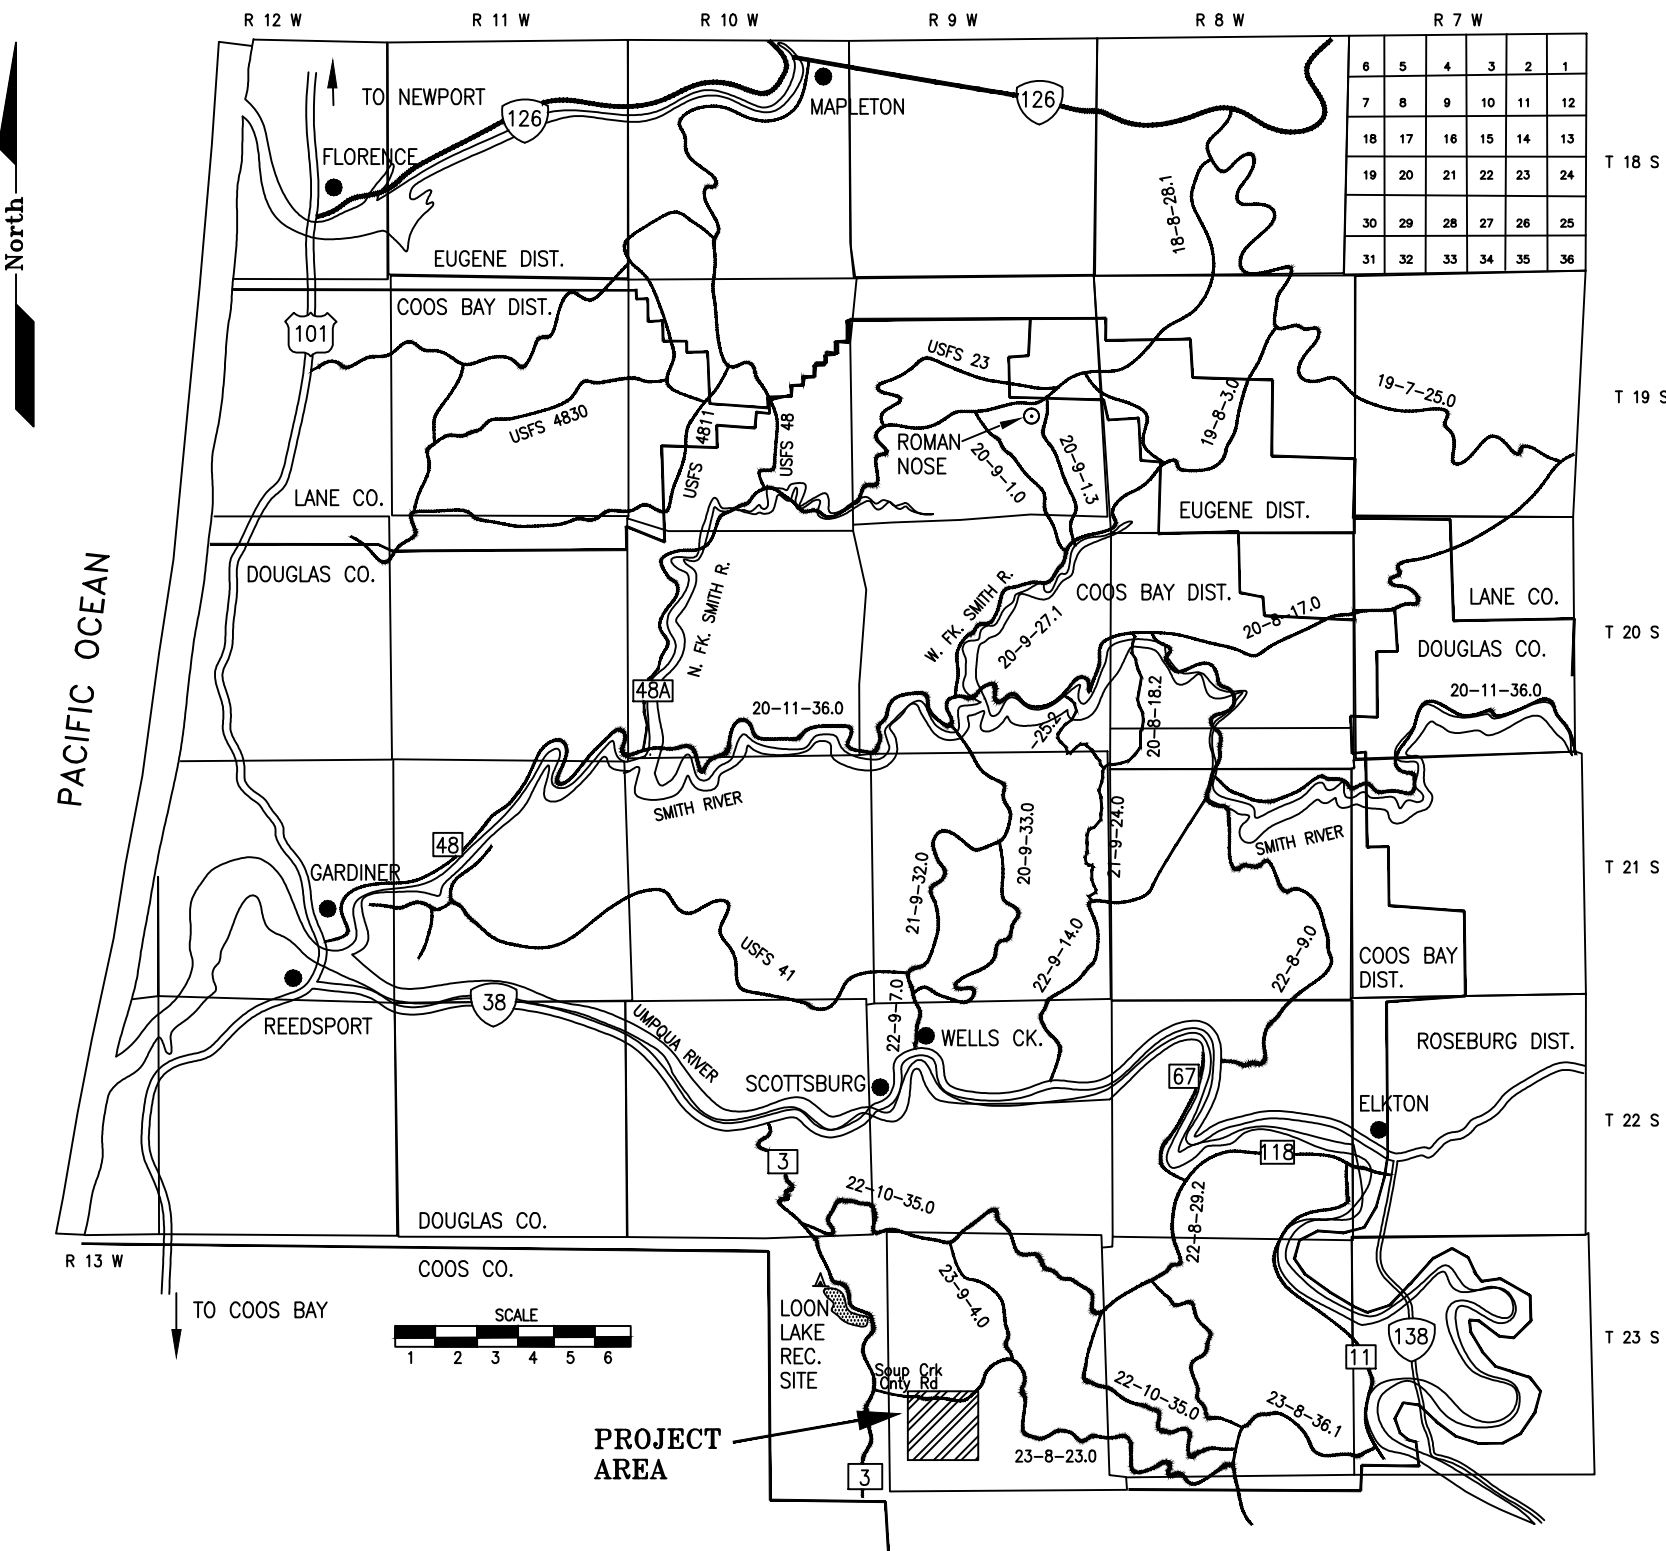 R 12 W
R 11 W
R 10 W
R 9 W
R 8 W
R 7 W
6 5 4 3 2 1
7 8 9 10 11 12
18 17 16 15 14 13
19 20 21 22 23 24
30 29 28 27 26 25
31 32 33 34 35 36
T 18 S
TO NEWPORT
126
MAPLETON
126
FLORENCE
North
18-8-28.1
EUGENE DIST.
COOS BAY DIST.
101
USFS 23
19-7-25.0
T 19 S
19-8-3.0
USFS 4830
USFS 4811
USFS 48
ROMAN
NOSE
20-9-1.0
20-9-1.3
LANE CO.
EUGENE DIST.
DOUGLAS CO.
PACIFIC OCEAN
N. FK. SMITH R.
W. FK. SMITH R.
20-9-27.1
COOS BAY DIST.
20-8-17.0
LANE CO.
T 20 S
DOUGLAS CO.
48A
20-11-36.0
-25.2
20-8-18.2
20-11-36.0
SMITH RIVER
48
GARDINER
21-9-32.0
20-9-33.0
21-9-24.0
SMITH RIVER
T 21 S
USFS 41
22-9-14.0
22-8-9.0
COOS BAY
DIST.
REEDSPORT
38
UMPQUA RIVER
22-9-7.0
WELLS CK.
ROSEBURG DIST.
SCOTTSBURG
67
ELKTON
T 22 S
3
118
22-10-35.0
22-8-29.2
DOUGLAS CO.
R 13 W
COOS CO.
TO COOS BAY
SCALE
1 2 3 4 5 6
LOON
LAKE
REC.
SITE
23-9-4.0
138
T 23 S
11
Soup Crk
Cnty Rd
22-10-35.0
23-8-36.1
PROJECT
AREA
23-8-23.0
3